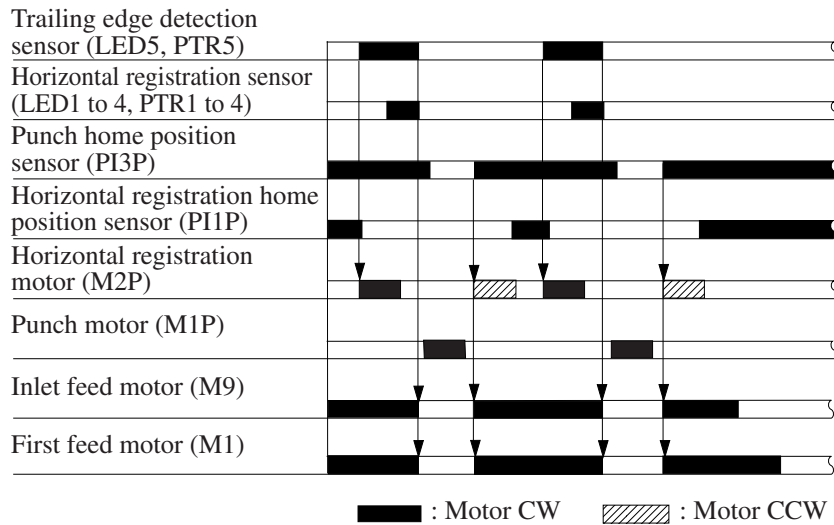 Trailing edge detection
sensor (LED5, PTR5)
Horizontal registration sensor
(LED1 to 4, PTR1 to 4)
Punch home position
sensor (PI3P)
Horizontal registration home
position sensor (PI1P)
Horizontal registration
motor (M2P)
Punch motor (M1P)
Inlet feed motor (M9)
First feed motor (M1)
: Motor CW
: Motor CCW